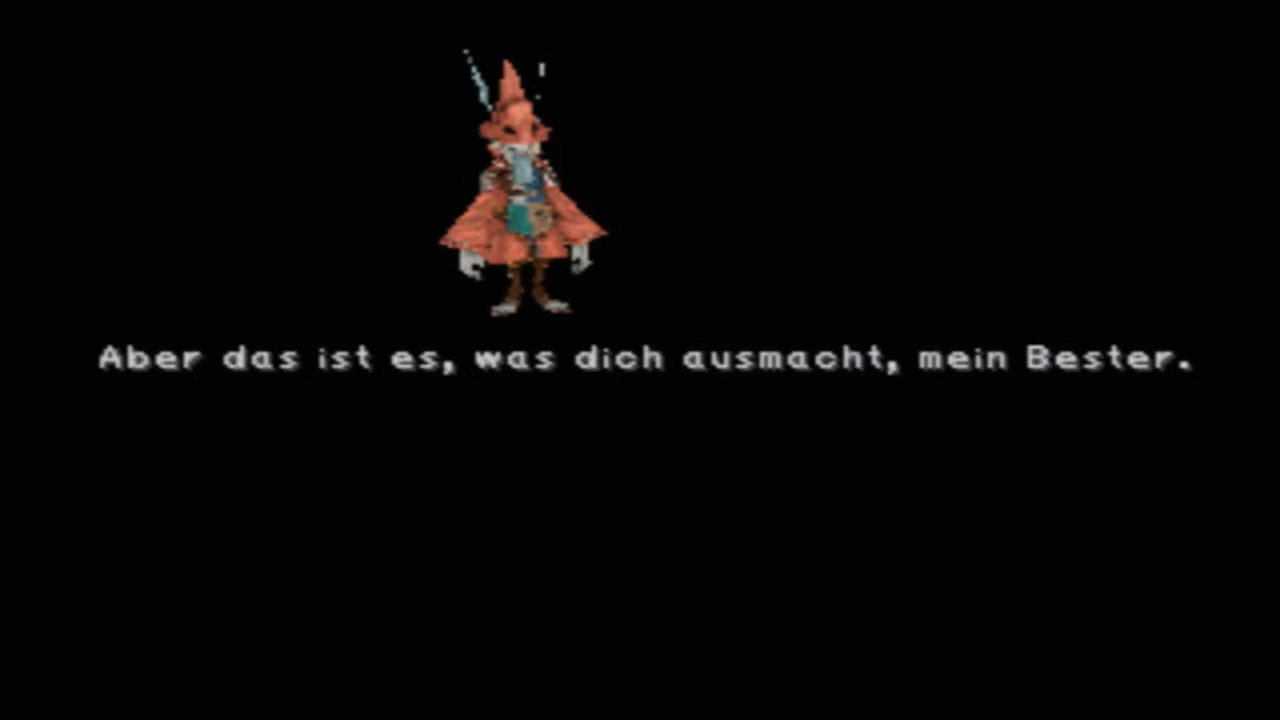 Aber das ist es, was dich ausmacht, mein Bester.